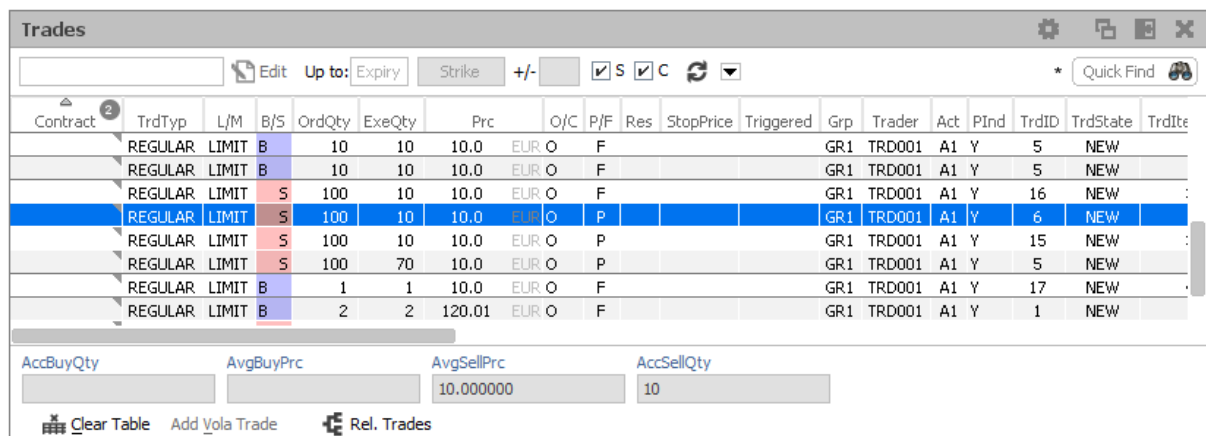 Trades
Edit Up to: Expiry Strike +/- S C * Quick Find
Contract 2 TrdTyp L/M B/S OrdQty ExeQty Prc O/C P/F Res StopPrice Triggered Grp Trader Act PInd TrdID TrdState TrdIte
REGULAR LIMIT B 10 10 10.0 EUR O F GR1 TRD001 A1 Y 5 NEW
REGULAR LIMIT B 10 10 10.0 EUR O F GR1 TRD001 A1 Y 5 NEW
REGULAR LIMIT S 100 10 10.0 EUR O F GR1 TRD001 A1 Y 16 NEW
REGULAR LIMIT S 100 10 10.0 EUR O P GR1 TRD001 A1 Y 6 NEW
REGULAR LIMIT S 100 10 10.0 EUR O P GR1 TRD001 A1 Y 15 NEW
REGULAR LIMIT S 100 70 10.0 EUR O P GR1 TRD001 A1 Y 5 NEW
REGULAR LIMIT B 1 1 10.0 EUR O F GR1 TRD001 A1 Y 17 NEW
REGULAR LIMIT B 2 2 120.01 EUR O F GR1 TRD001 A1 Y 1 NEW
AccBuyQty AvgBuyPrc AvgSellPrc AccSellQty
10.000000 10
Clear Table Add Vola Trade Rel. Trades